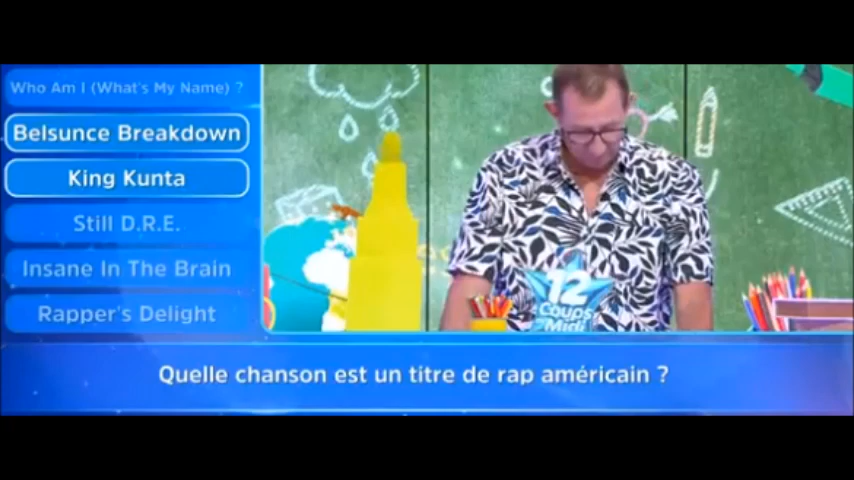 Who Am I (What's My Name) ?
Belsunce Breakdown
King Kunta
Still D.R.E.
Insane In The Brain
Rapper's Delight
12
Coups
Midi
Quelle chanson est un titre de rap américain ?